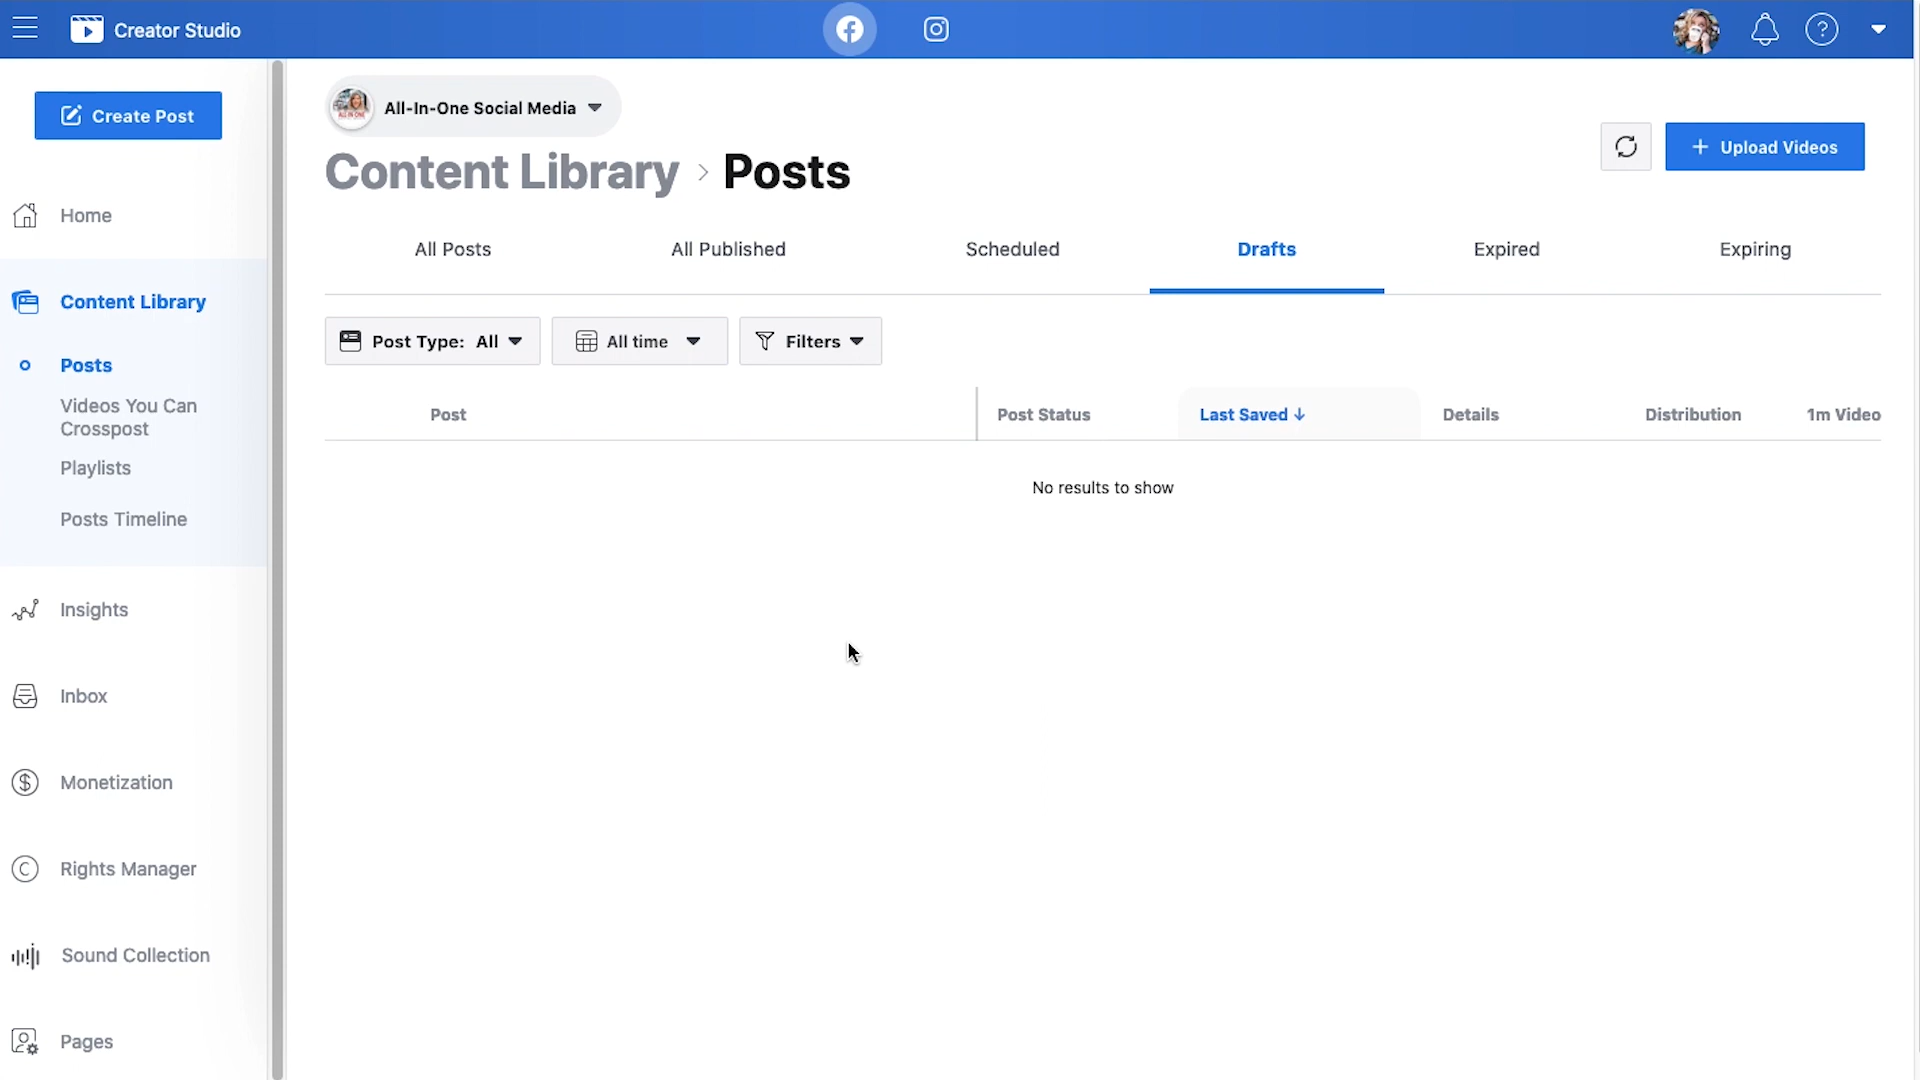 Creator Studio
Create Post
Home
Content Library
Posts
Videos You Can
Crosspost
Playlists
Posts Timeline
Insights
Inbox
Monetization
Rights Manager
Sound Collection
Pages
All-In-One Social Media
Content Library > Posts
+ Upload Videos
All Posts All Published Scheduled Drafts Expired Expiring
Post Type: All All time Filters
Post Post Status Last Saved ↓ Details Distribution 1m Video
No results to show